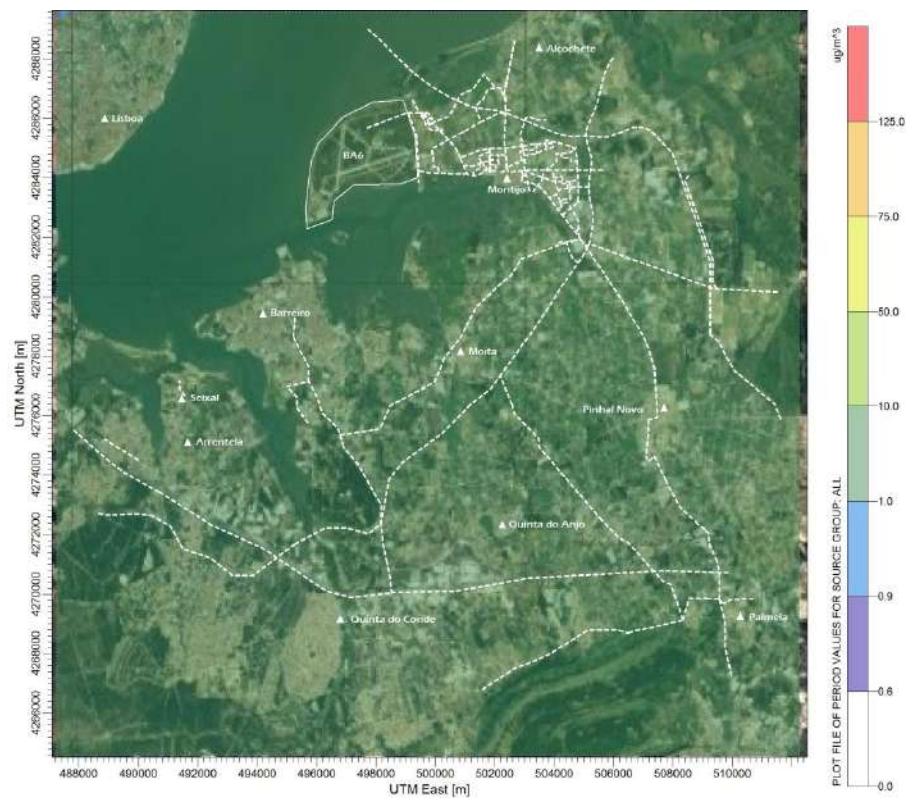 4288000
4286000
4284000
4282000
4280000
4278000
4276000
4274000
4272000
4270000
4268000
4266000
UTM North [m]
Alcochete
Lisboa
BA6
Montijo
Barreiro
Moita
Seixal
Pinhal Novo
Arrentela
Quinta do Anjo
Quinta do Conde
Palmela
488000 490000 492000 494000 496000 498000 500000 502000 504000 506000 508000 510000
UTM East [m]
PLOT FILE OF PERIOD VALUES FOR SOURCE GROUP: ALL
ug/m^3
125.0
75.0
50.0
10.0
1.0
0.9
0.6
0.0